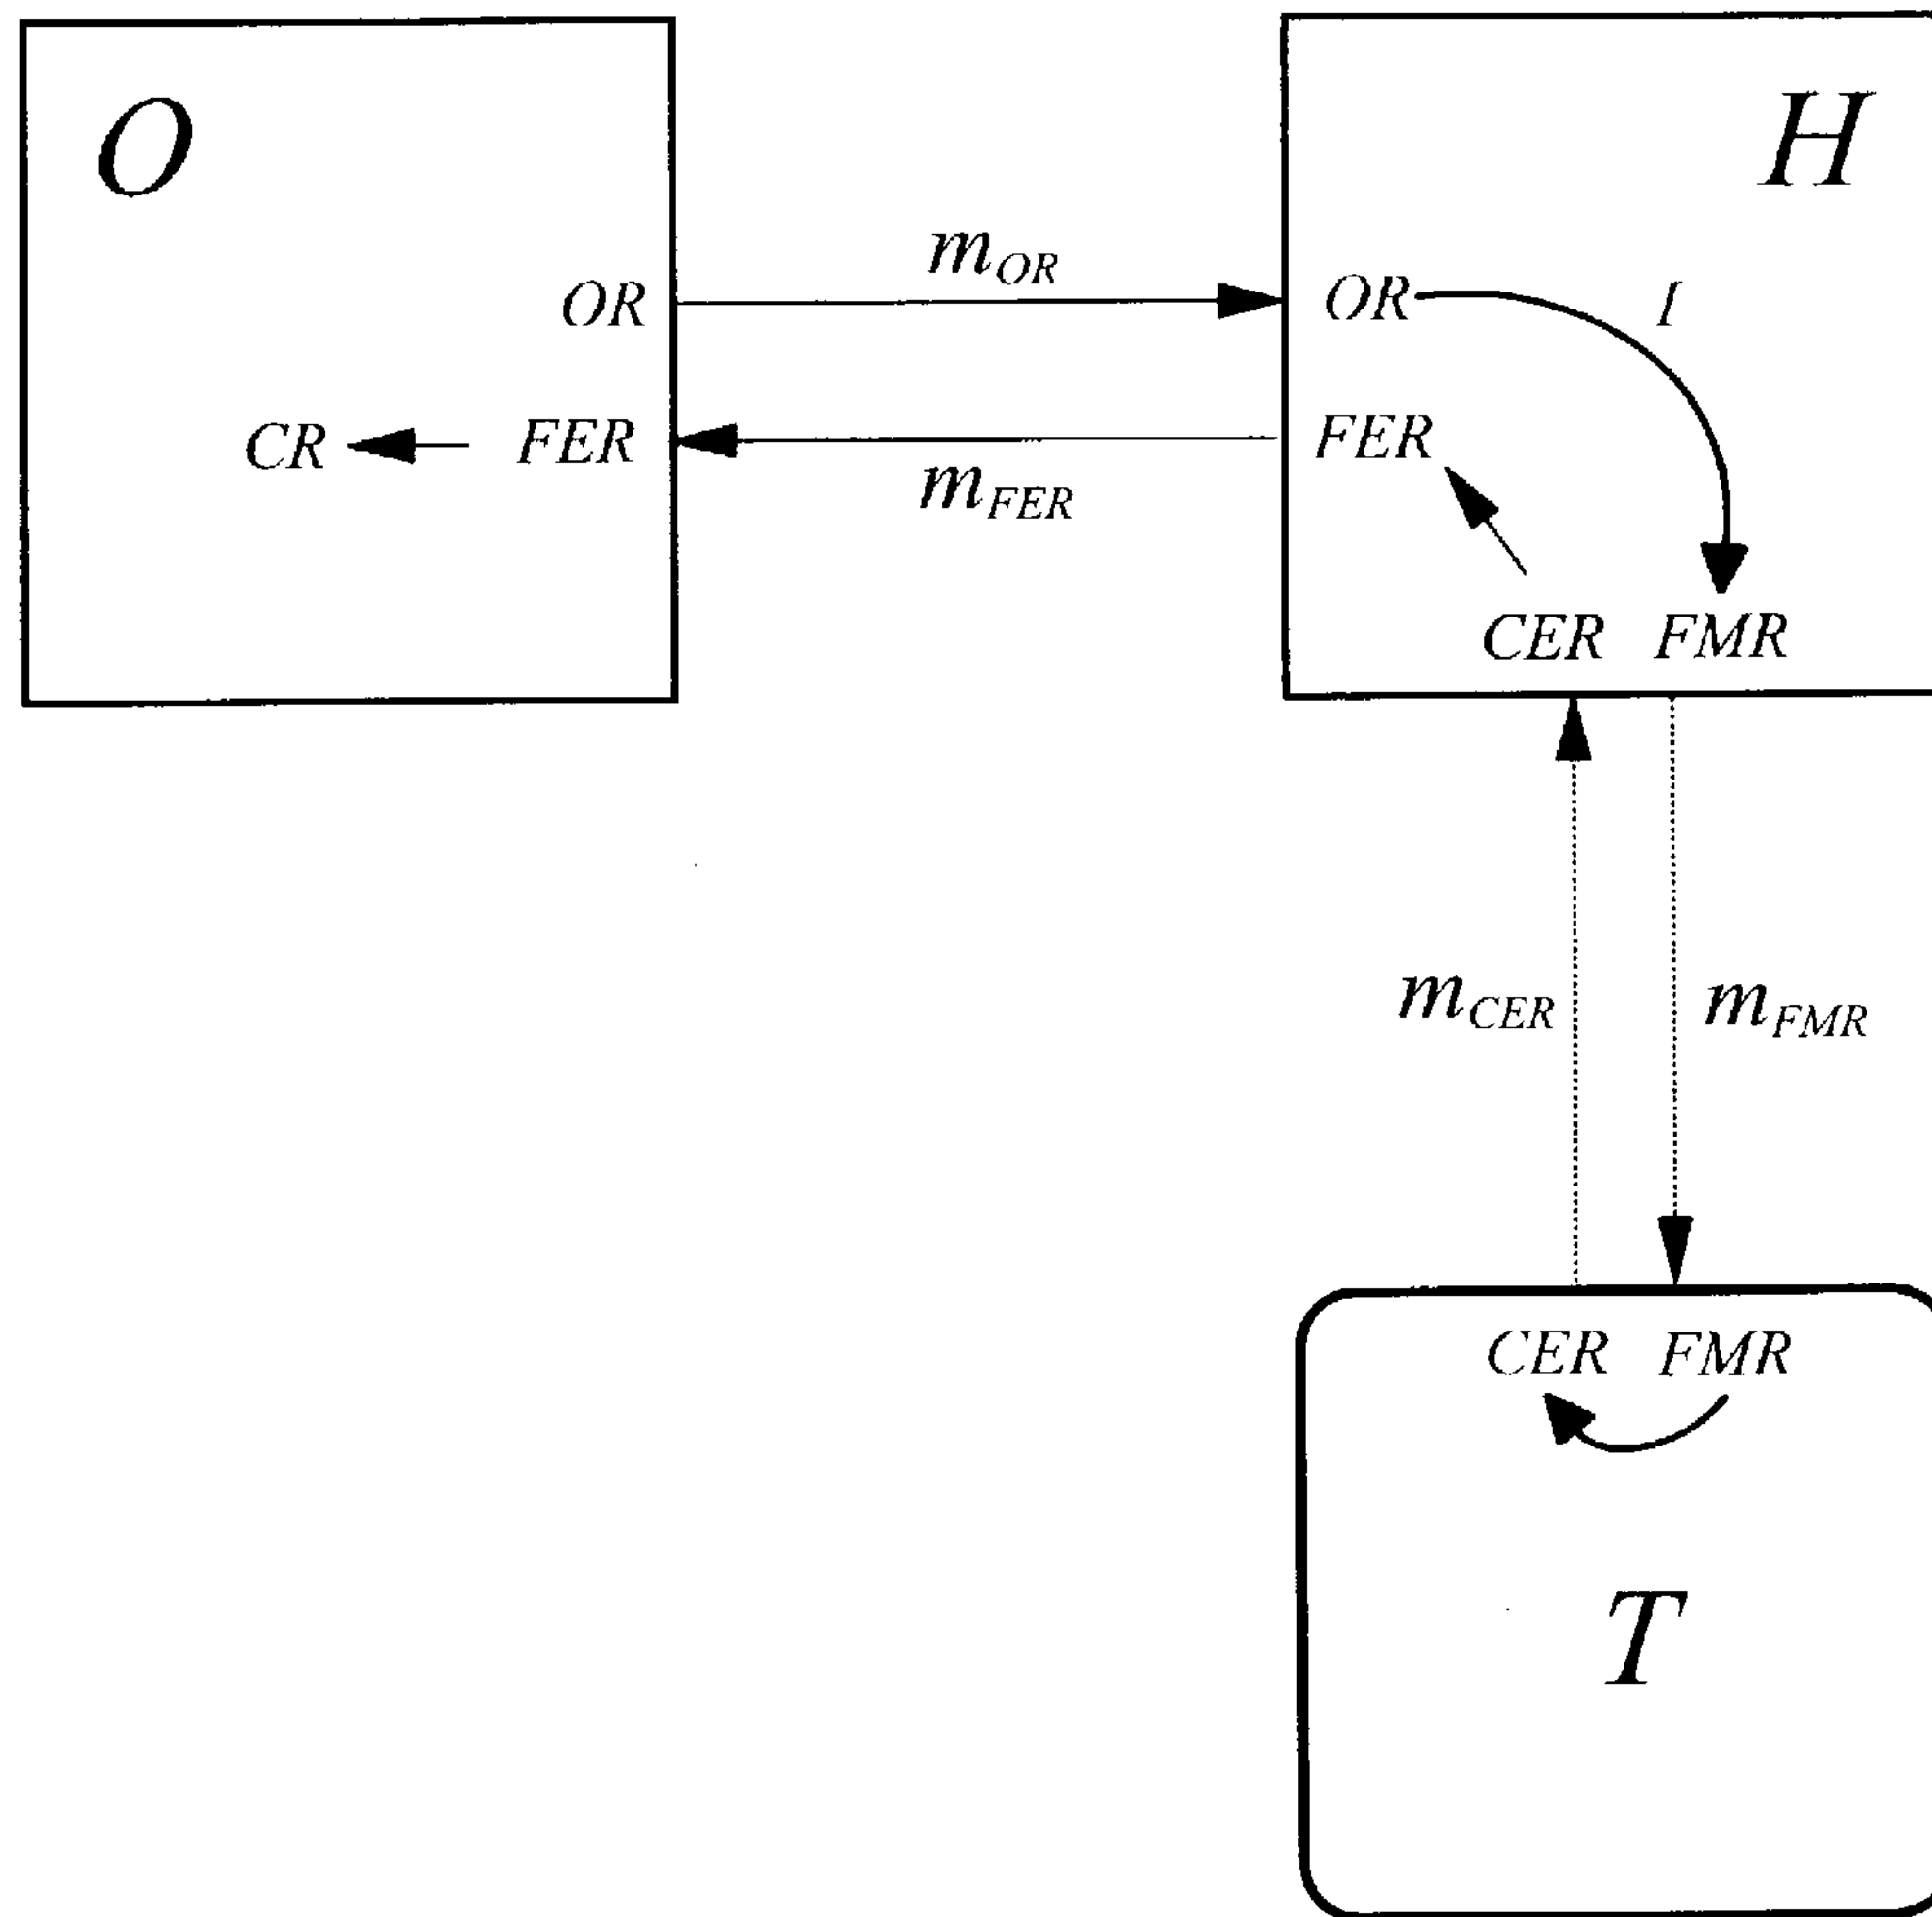 O
H
m_OR
OR
OR
I
CR
FER
FER
m_FER
CER FMR
m_CER
m_FMR
CER FMR
T